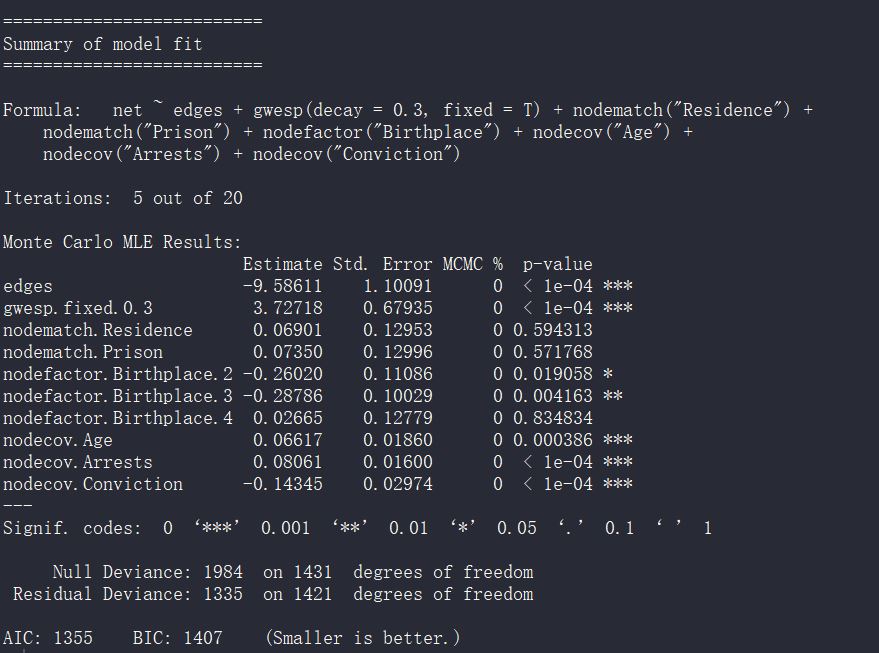 ==========================
Summary of model fit
==========================
Formula:   net ~ edges + gwesp(decay = 0.3, fixed = T) + nodematch("Residence") +
    nodematch("Prison") + nodefactor("Birthplace") + nodecov("Age") +
    nodecov("Arrests") + nodecov("Conviction")
Iterations:  5 out of 20
Monte Carlo MLE Results:
                        Estimate Std. Error MCMC %  p-value
edges                   -9.58611    1.10091      0  < 1e-04 ***
gwesp.fixed.0.3          3.72718    0.67935      0  < 1e-04 ***
nodematch.Residence      0.06901    0.12953      0 0.594313
nodematch.Prison         0.07350    0.12996      0 0.571768
nodefactor.Birthplace.2 -0.26020    0.11086      0 0.019058 *
nodefactor.Birthplace.3 -0.28786    0.10029      0 0.004163 **
nodefactor.Birthplace.4  0.02665    0.12779      0 0.834834
nodecov.Age              0.06617    0.01860      0 0.000386 ***
nodecov.Arrests          0.08061    0.01600      0  < 1e-04 ***
nodecov.Conviction      -0.14345    0.02974      0  < 1e-04 ***
---
Signif. codes:  0 ‘***’ 0.001 ‘**’ 0.01 ‘*’ 0.05 ‘.’ 0.1 ‘ ’ 1
     Null Deviance: 1984  on 1431  degrees of freedom
 Residual Deviance: 1335  on 1421  degrees of freedom
AIC: 1355    BIC: 1407    (Smaller is better.)